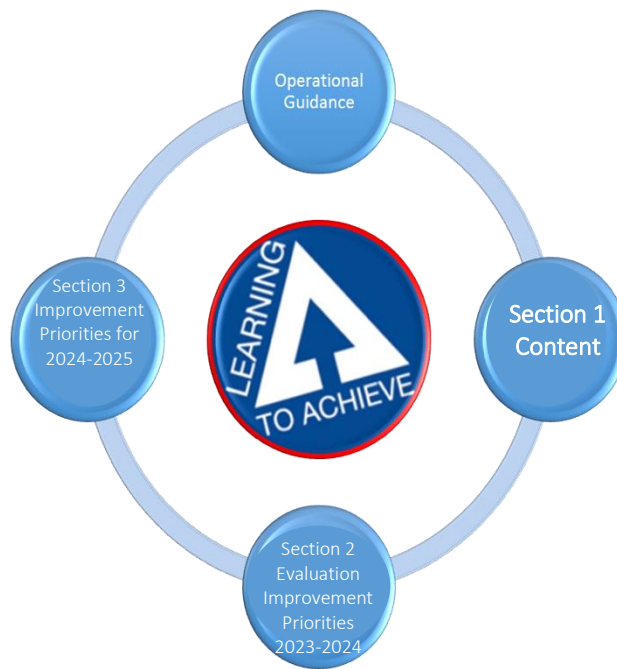 Operational
Guidance
Section 3
Improvement
Priorities for
2024-2025
LEARNING
TO ACHIEVE
Section 1
Content
Section 2
Evaluation
Improvement
Priorities
2023-2024